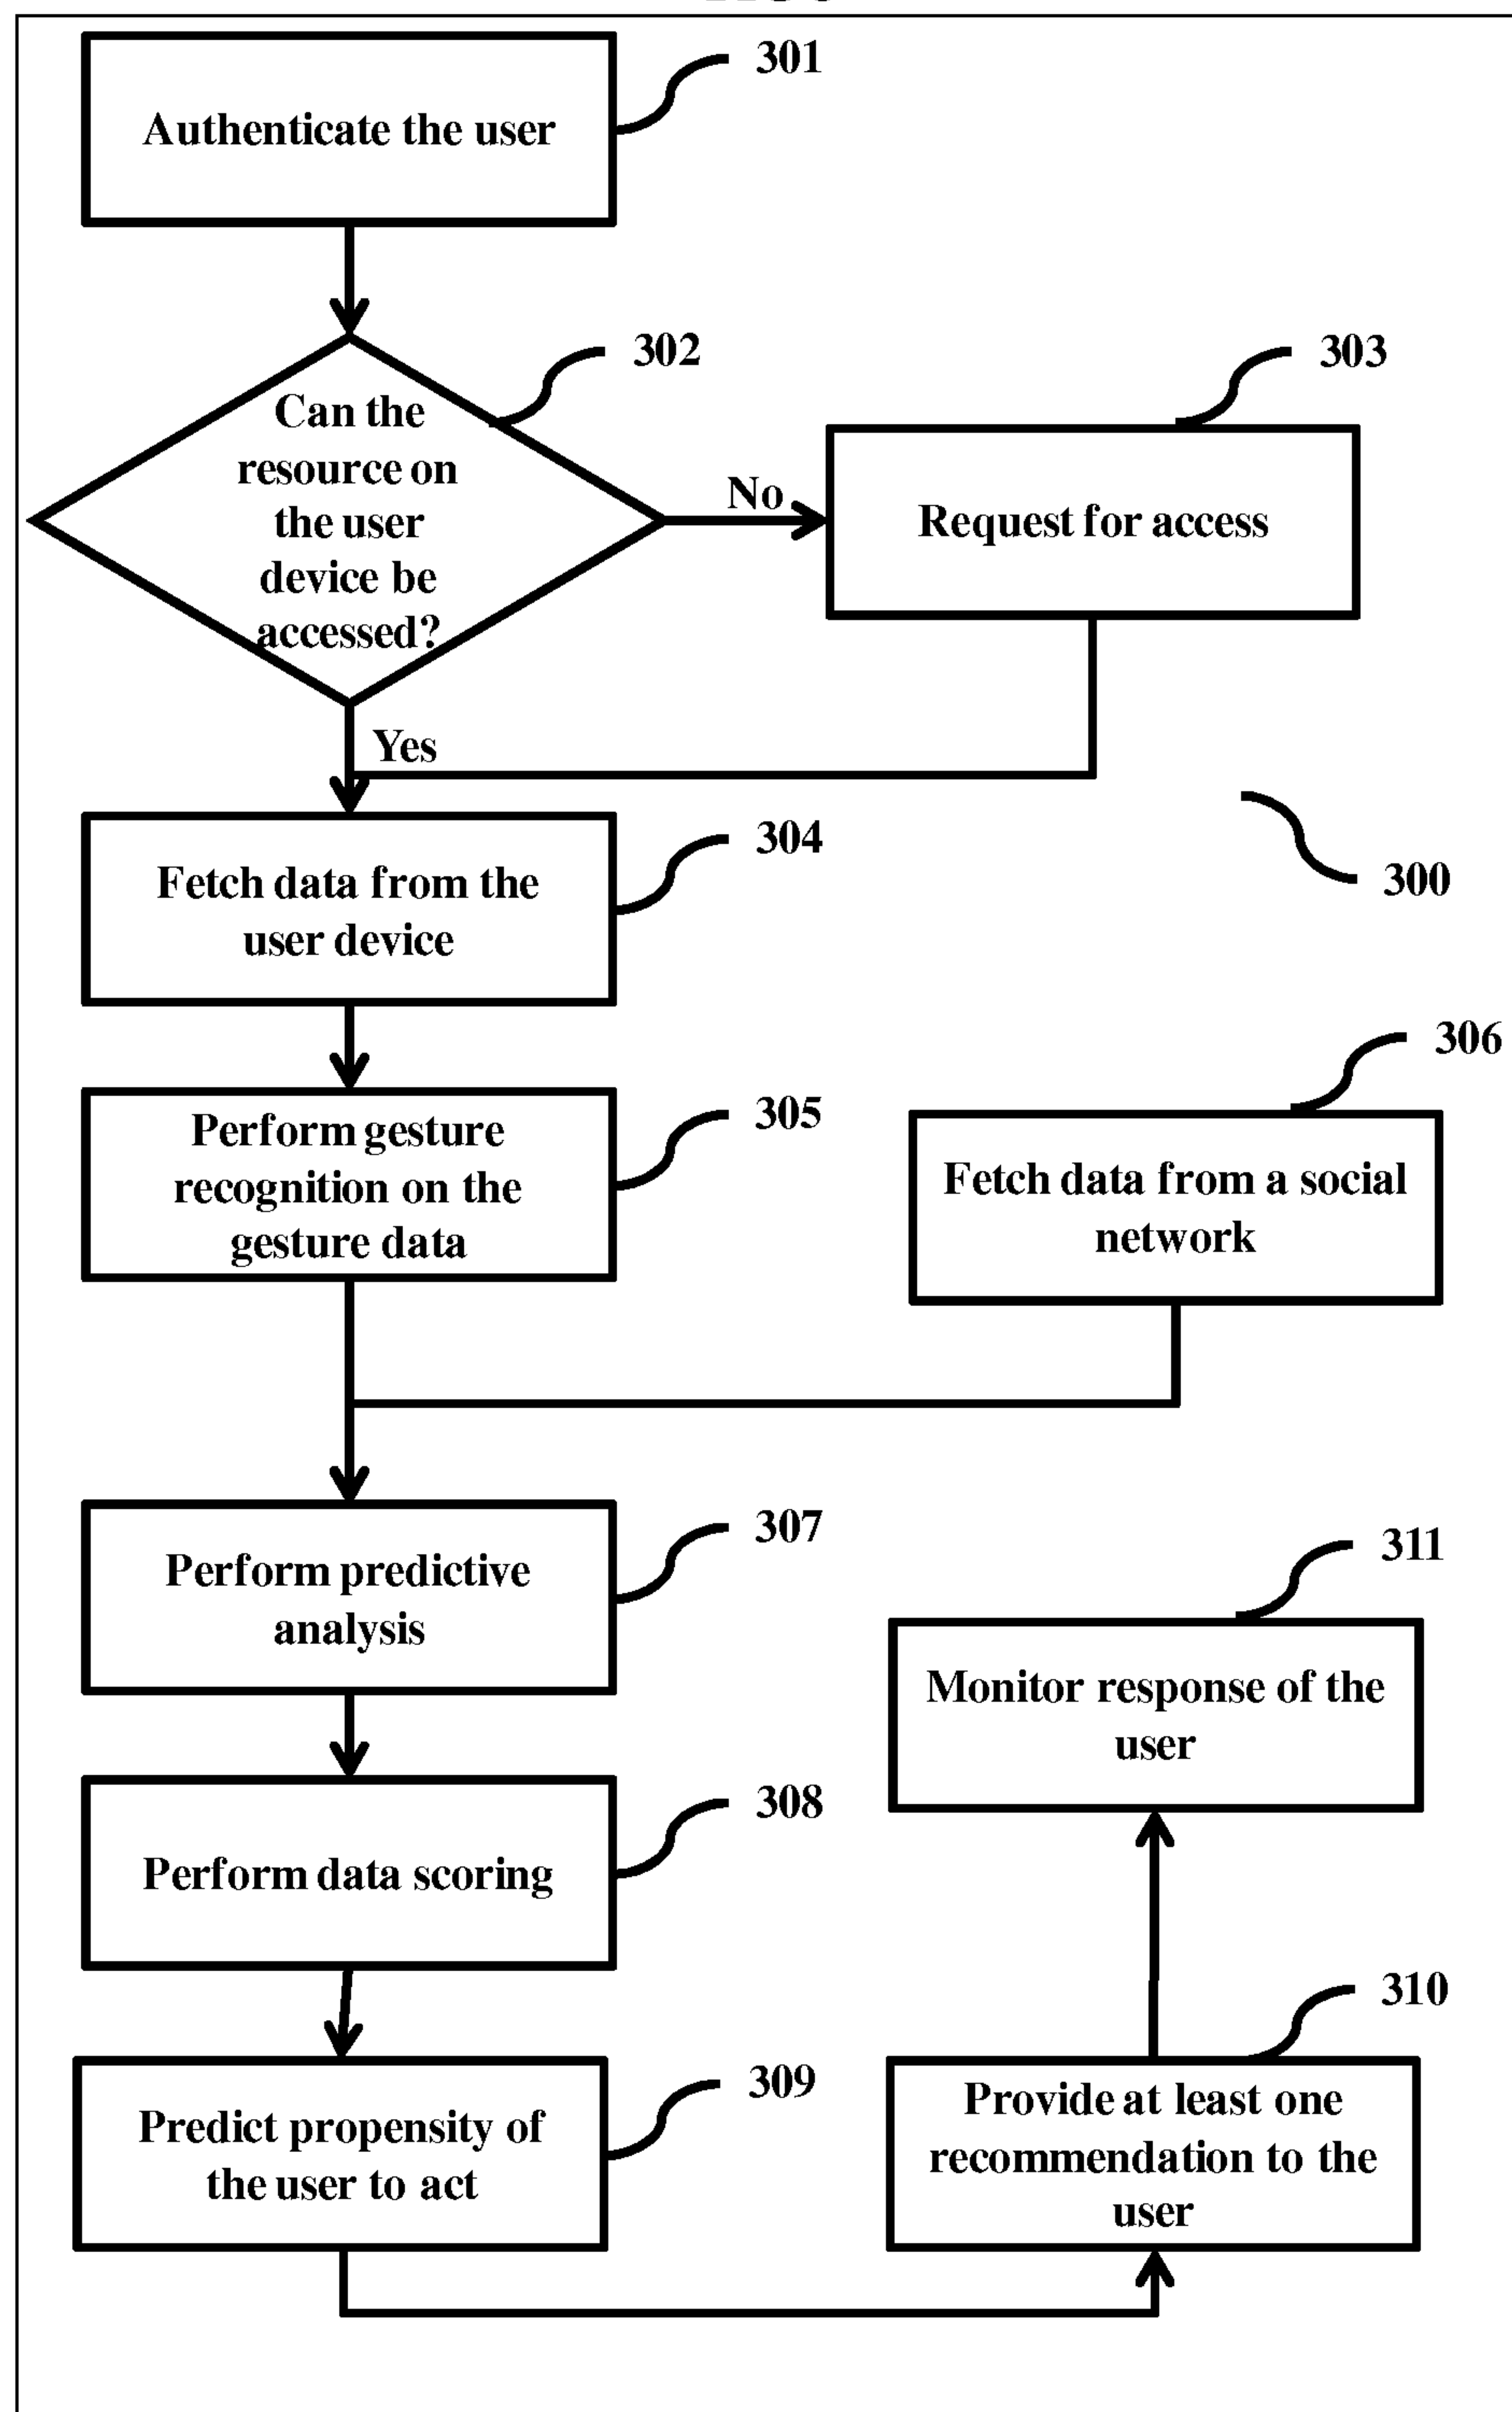 301
Authenticate the user
302
303
Can the
resource on
the user
device be
accessed?
No
Request for access
Yes
304
Fetch data from the
user device
300
306
305
Perform gesture
recognition on the
gesture data
Fetch data from a social
network
307
Perform predictive
analysis
311
Monitor response of the
user
308
Perform data scoring
310
309
Predict propensity of
the user to act
Provide at least one
recommendation to the
user